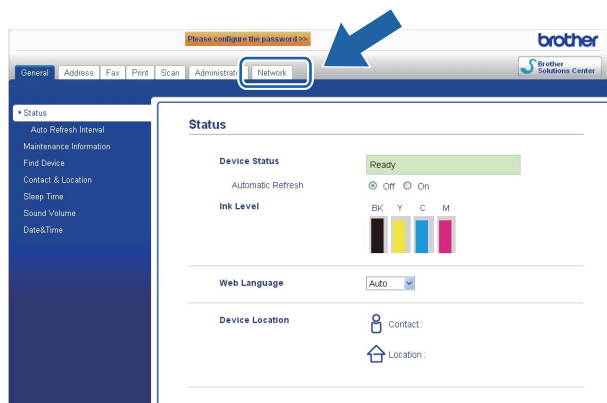 Please configure the password >>
brother
General Address Fax Print Scan Administrator Network
Brother
Solutions Center
Status
Auto Refresh Interval
Maintenance Information
Find Device
Contact & Location
Sleep Time
Sound Volume
Date&Time
Status
Device Status Ready
Automatic Refresh Off On
Ink Level BK Y C M
Web Language Auto
Device Location Contact :
Location :